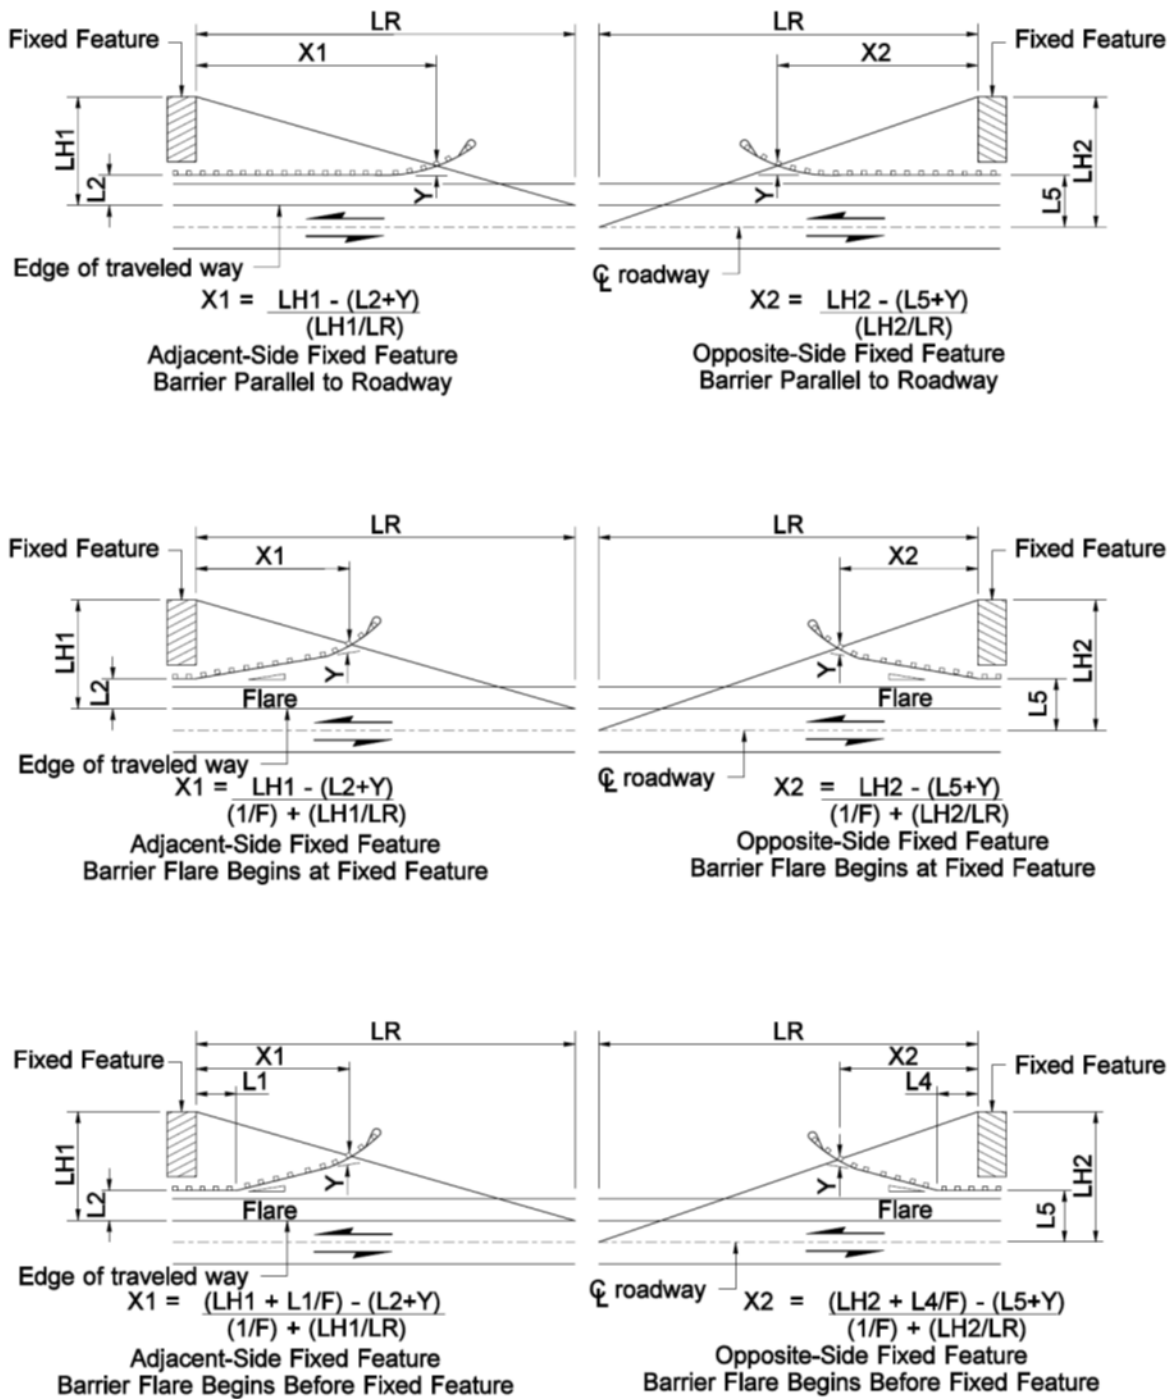 LR LR
Fixed Feature X1 X2 Fixed Feature
LH1 LH2
L2 Y Y L5
Edge of traveled way ℄ roadway
X1 = LH1 - (L2+Y) X2 = LH2 - (L5+Y)
(LH1/LR) (LH2/LR)
Adjacent-Side Fixed Feature Opposite-Side Fixed Feature
Barrier Parallel to Roadway Barrier Parallel to Roadway
LR LR
Fixed Feature X1 X2 Fixed Feature
LH1 LH2
L2 Y Y L5
Flare Flare
Edge of traveled way ℄ roadway
X1 = LH1 - (L2+Y) X2 = LH2 - (L5+Y)
(1/F) + (LH1/LR) (1/F) + (LH2/LR)
Adjacent-Side Fixed Feature Opposite-Side Fixed Feature
Barrier Flare Begins at Fixed Feature Barrier Flare Begins at Fixed Feature
LR LR
Fixed Feature X1 X2 Fixed Feature
L1 L4
LH1 LH2
L2 Y Y L5
Flare Flare
Edge of traveled way ℄ roadway
X1 = (LH1 + L1/F) - (L2+Y) X2 = (LH2 + L4/F) - (L5+Y)
(1/F) + (LH1/LR) (1/F) + (LH2/LR)
Adjacent-Side Fixed Feature Opposite-Side Fixed Feature
Barrier Flare Begins Before Fixed Feature Barrier Flare Begins Before Fixed Feature